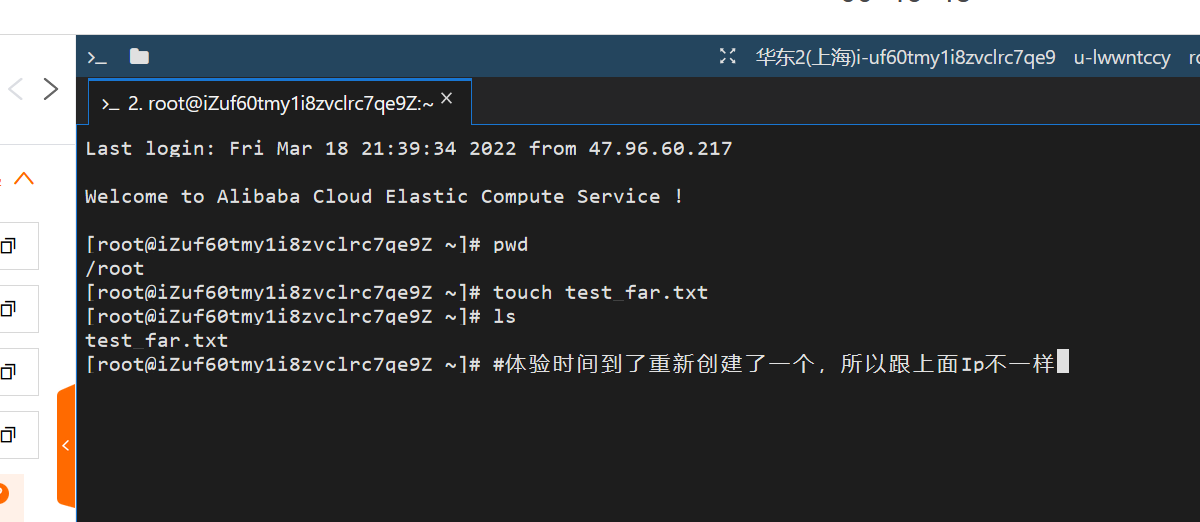 华东2(上海)i-uf60tmy1i8zvclrc7qe9 u-lwwntccy
2. root@iZuf60tmy1i8zvclrc7qe9Z:~
Last login: Fri Mar 18 21:39:34 2022 from 47.96.60.217
Welcome to Alibaba Cloud Elastic Compute Service !
[root@iZuf60tmy1i8zvclrc7qe9Z ~]# pwd
/root
[root@iZuf60tmy1i8zvclrc7qe9Z ~]# touch test_far.txt
[root@iZuf60tmy1i8zvclrc7qe9Z ~]# ls
test_far.txt
[root@iZuf60tmy1i8zvclrc7qe9Z ~]# #体验时间到了重新创建了一个，所以跟上面Ip不一样